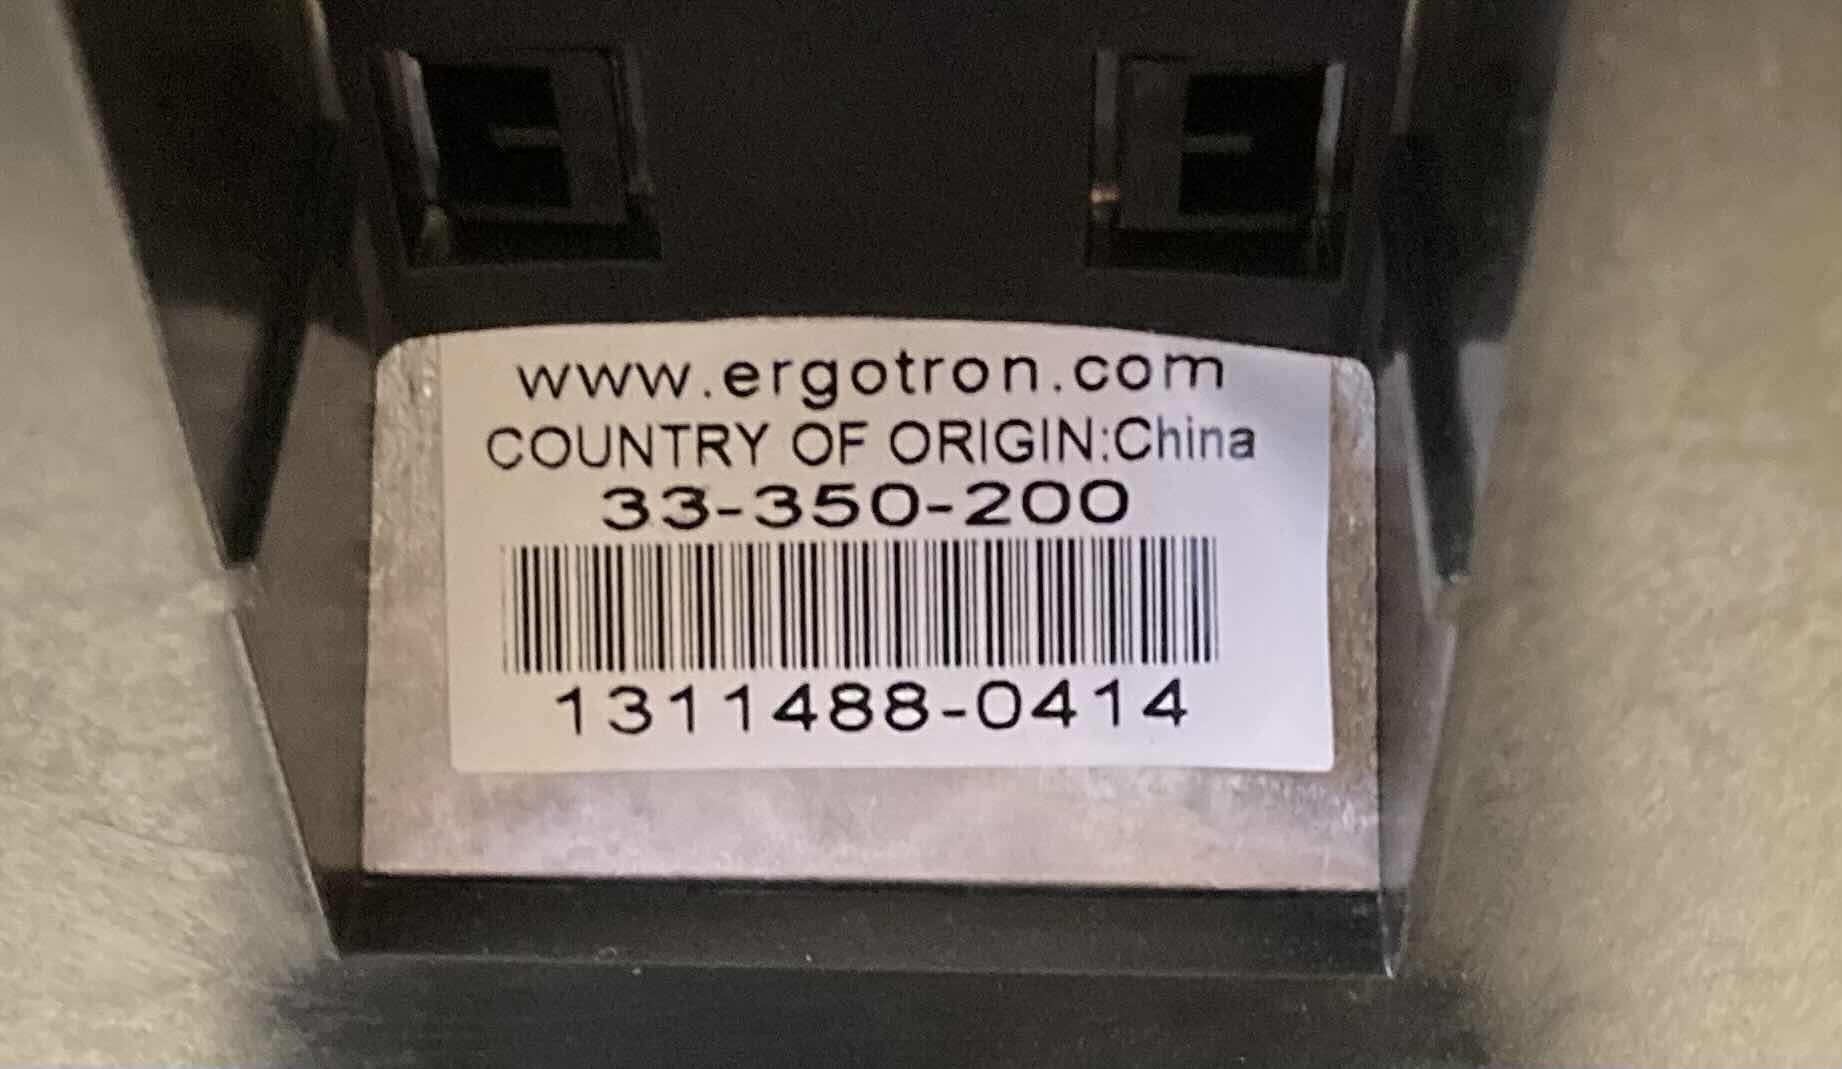 www.ergotron.com
COUNTRY OF ORIGIN:China
33-350-200
1311488-0414